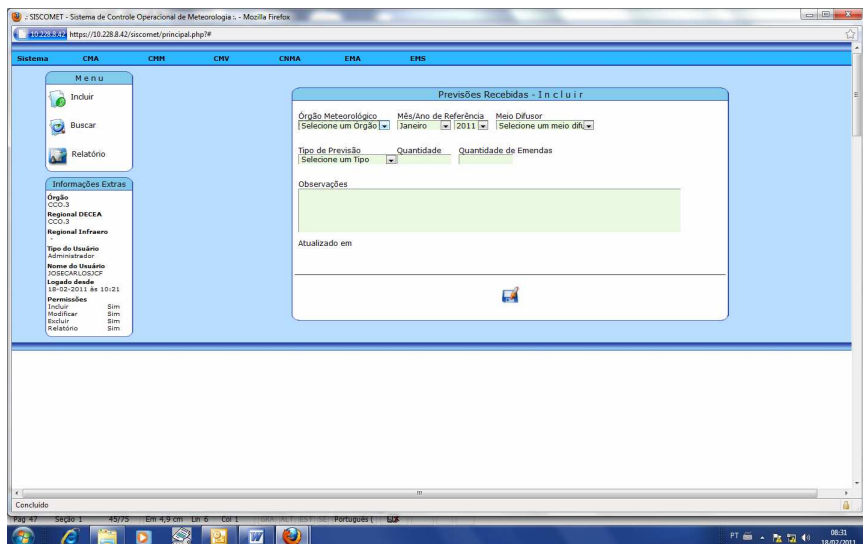 .: SISCOMET - Sistema de Controle Operacional de Meteorologia :. - Mozilla Firefox
10.228.8.42 https://10.228.8.42/siscomet/principal.php?#
Sistema CMA CMM CMV CNMA EMA EMS
Menu
Incluir
Buscar
Relatório
Informações Extras
Órgão
CCO.3
Regional DECEA
CCO.3
Regional Infraero
-
Tipo do Usuário
Administrador
Nome do Usuário
JOSECARLOSJCF
Logado desde
18-02-2011 às 10:21
Permissões
Incluir Sim
Modificar Sim
Excluir Sim
Relatório Sim
Previsões Recebidas - Incluir
Órgão Meteorológico Mês/Ano de Referência Meio Difusor
Selecione um Órgão Janeiro 2011 Selecione um meio difu
Tipo de Previsão Quantidade Quantidade de Emendas
Selecione um Tipo
Observações
Atualizado em
Concluído
Pág 47 Seção 1 45/75 Em 4,9 cm Lin 6 Col 1 GRA ALT EST SE Português (
PT 08:31
18/02/2011